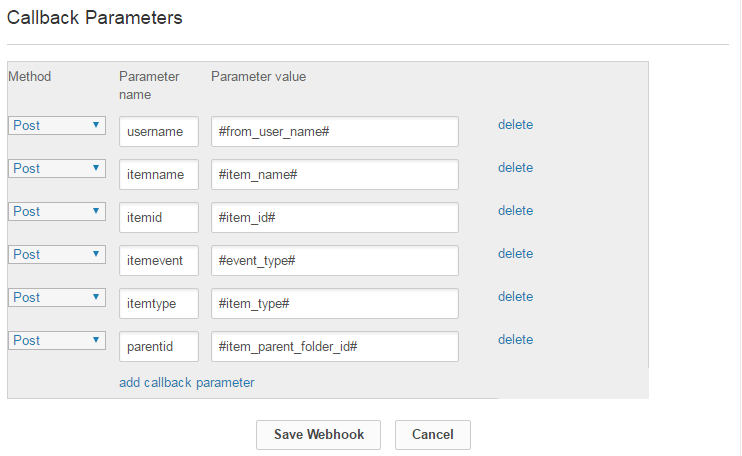 Callback Parameters
Method Parameter name Parameter value
Post username #from_user_name# delete
Post itemname #item_name# delete
Post itemid #item_id# delete
Post itemevent #event_type# delete
Post itemtype #item_type# delete
Post parentid #item_parent_folder_id# delete
add callback parameter
Save Webhook Cancel